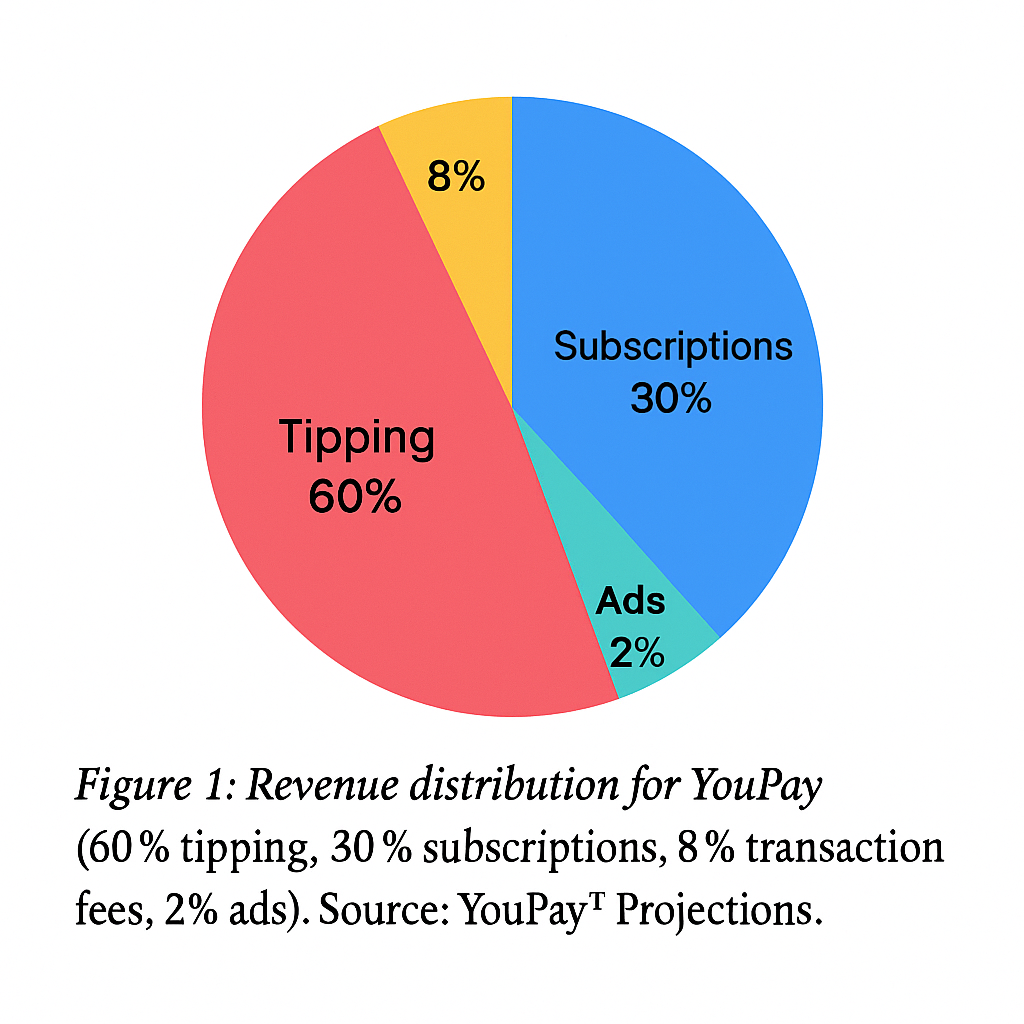 8%
Subscriptions
30%
Tipping
60%
Ads
2%
Figure 1: Revenue distribution for YouPay
(60 % tipping, 30 % subscriptions, 8 % transaction
fees, 2% ads). Source: YouPayᵀ Projections.